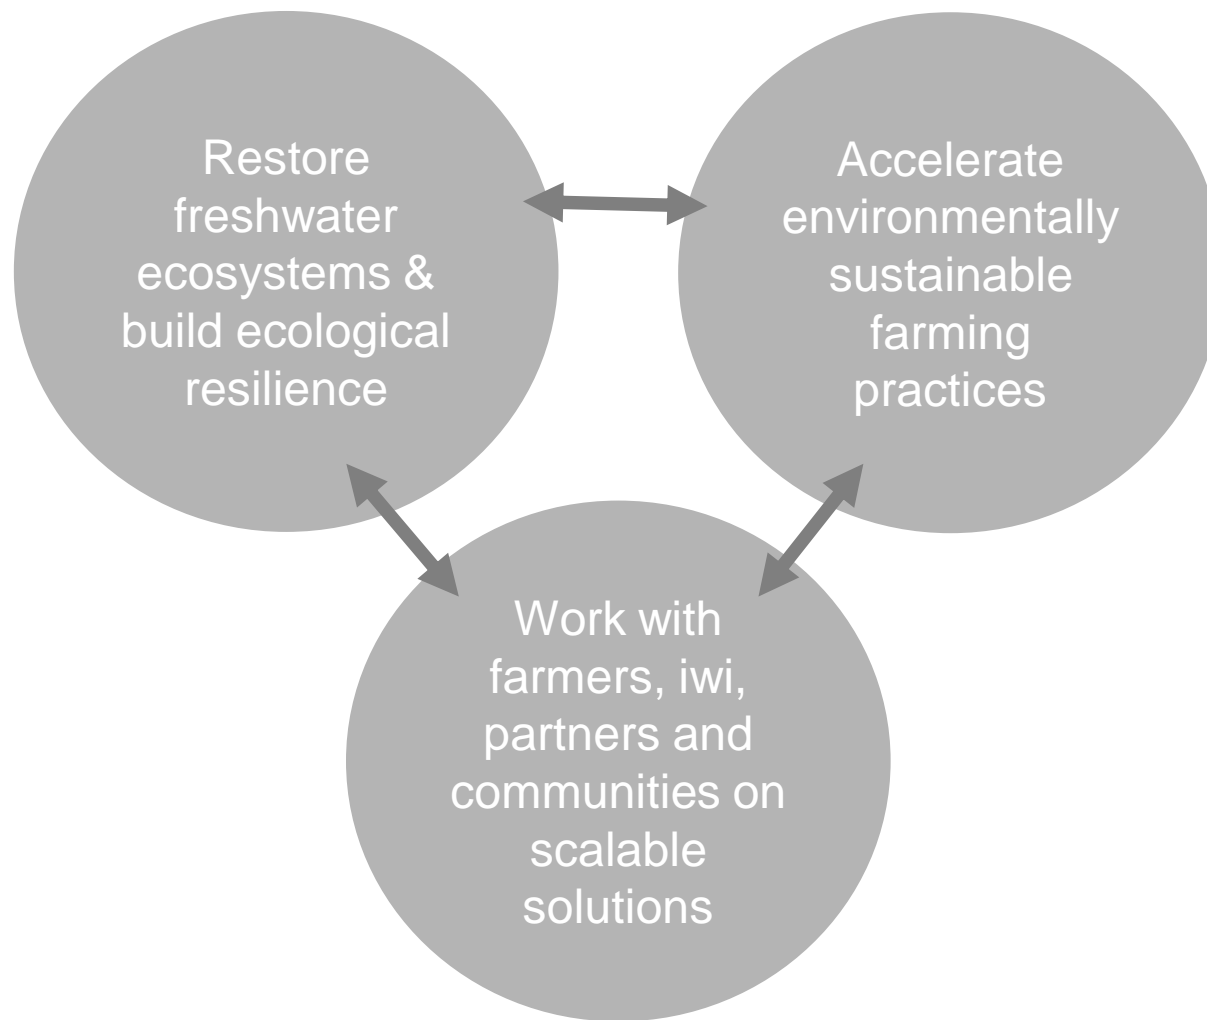 Restore
freshwater
ecosystems &
build ecological
resilience
Accelerate
environmentally
sustainable
farming
practices
Work with
farmers, iwi,
partners and
communities on
scalable
solutions